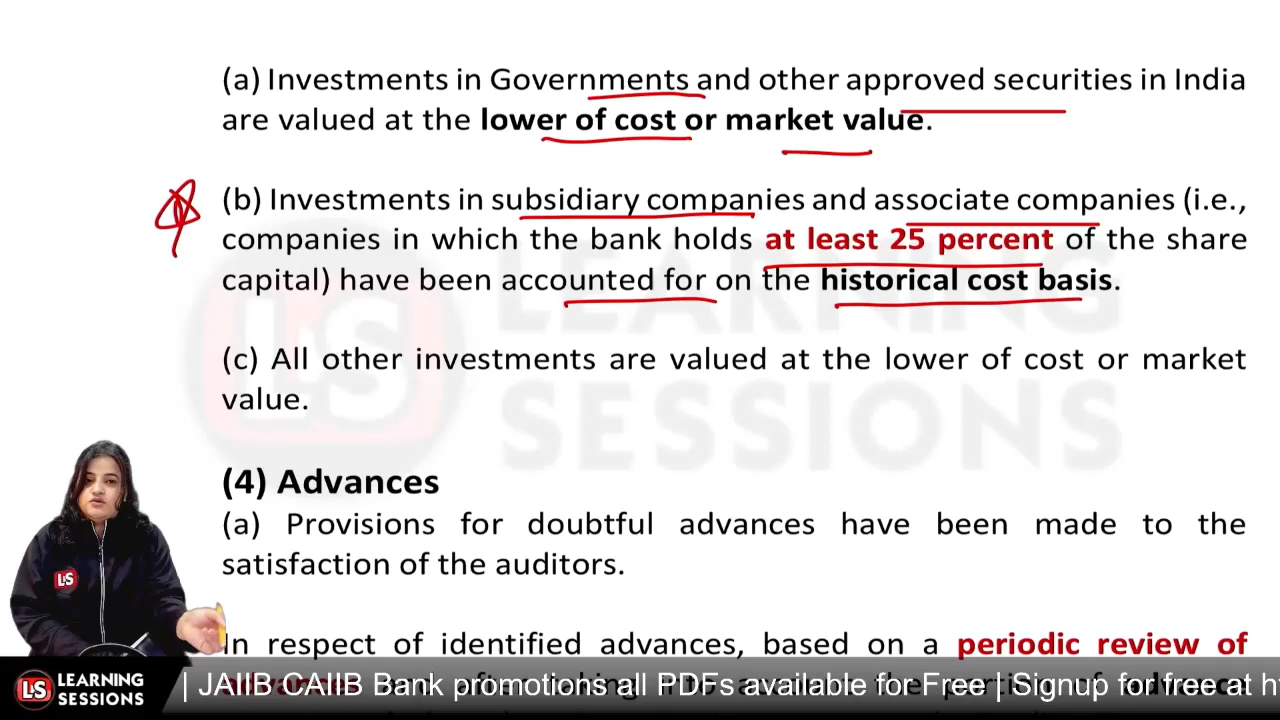 (a) Investments in Governments and other approved securities in India
are valued at the lower of cost or market value.
(b) Investments in subsidiary companies and associate companies (i.e.,
companies in which the bank holds at least 25 percent of the share
capital) have been accounted for on the historical cost basis.
(c) All other investments are valued at the lower of cost or market
value.
LEARNING
SESSIONS
LS
(4) Advances
(a) Provisions for doubtful advances have been made to the
satisfaction of the auditors.
LS
In respect of identified advances, based on a periodic review of
LS LEARNING
SESSIONS
| JAIIB CAIIB Bank promotions all PDFs available for Free | Signup for free at h